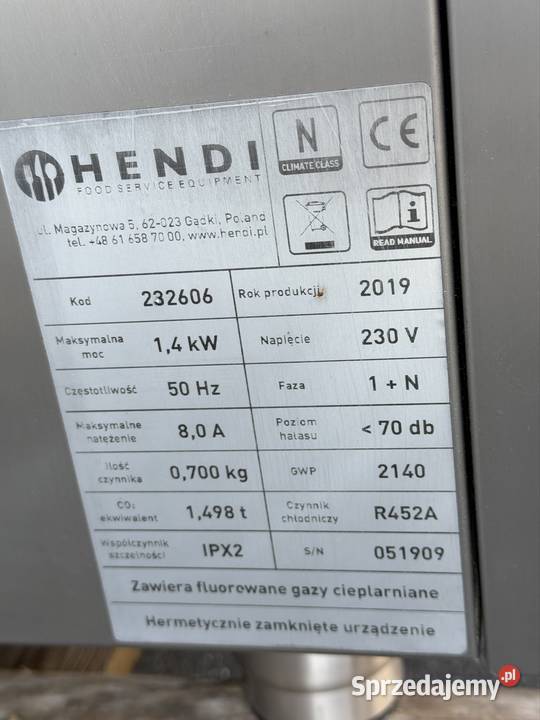 HENDI
FOOD SERVICE EQUIPMENT
ul. Magazynowa 5, 62-023 Gądki, Poland
tel. +48 61 658 70 00, www.hendi.pl
N
CLIMATE CLASS
CE
i
READ MANUAL
Kod 232606 Rok produkcji 2019
Maksymalna moc 1,4 kW Napięcie 230 V
Częstotliwość 50 Hz Faza 1 + N
Maksymalne natężenie 8,0 A Poziom hałasu < 70 db
Ilość czynnika 0,700 kg GWP 2140
CO₂ ekwiwalent 1,498 t Czynnik chłodniczy R452A
Współczynnik szczelności IPX2 S/N 051909
Zawiera fluorowane gazy cieplarniane
Hermetycznie zamknięte urządzenie
Sprzedajemy.pl